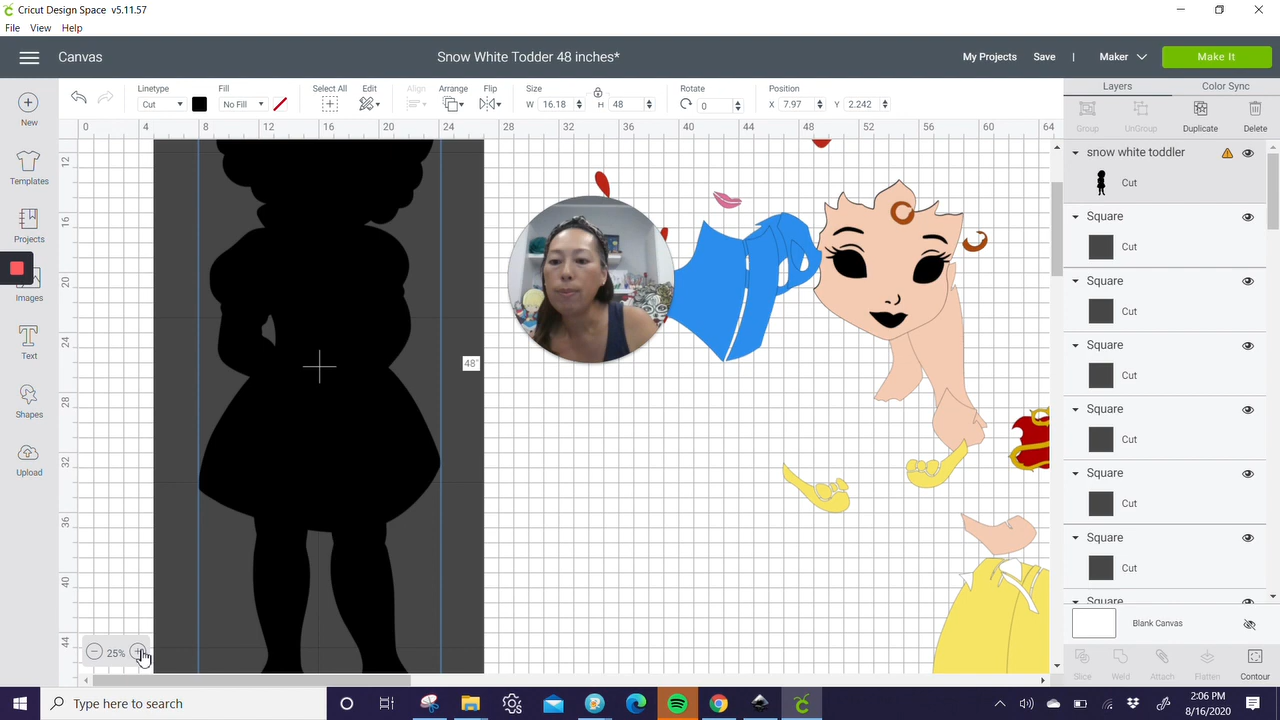 Cricut Design Space v5.11.57
File View Help
Canvas
Snow White Todder 48 inches*
My Projects Save | Maker Make It
Linetype Fill Select All Edit Align Arrange Flip Size Rotate Position
Cut No Fill W 16.18 H 48 0 X 7.97 Y 2.242
Layers Color Sync
Group UnGroup Duplicate Delete
New
Templates
Projects
Images
Text
Shapes
Upload
0 4 8 12 16 20 24 28 32 36 40 44 48 52 56 60 64
12
16
20
24
28
32
36
40
44
48"
25%
snow white toddler
Cut
Square
Cut
Square
Cut
Square
Cut
Square
Cut
Square
Cut
Square
Cut
Square
Blank Canvas
Slice Weld Attach Flatten Contour
Type here to search
2:06 PM
8/16/2020